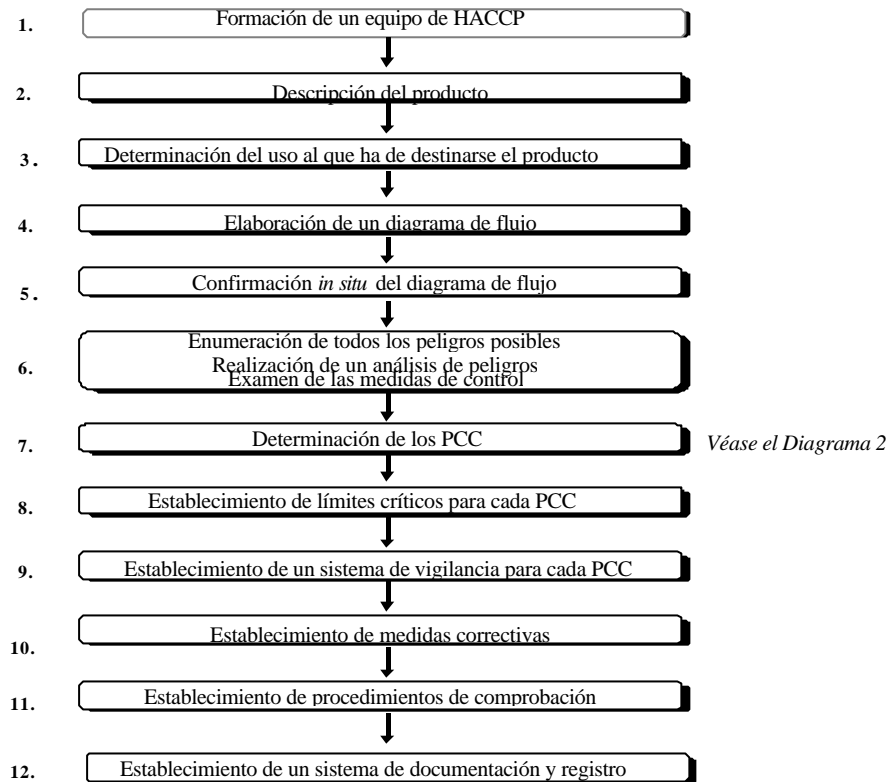 1. Formación de un equipo de HACCP
2. Descripción del producto
3. Determinación del uso al que ha de destinarse el producto
4. Elaboración de un diagrama de flujo
5. Confirmación in situ del diagrama de flujo
Enumeración de todos los peligros posibles
6. Realización de un análisis de peligros
Examen de las medidas de control
7. Determinación de los PCC Véase el Diagrama 2
8. Establecimiento de límites críticos para cada PCC
9. Establecimiento de un sistema de vigilancia para cada PCC
10. Establecimiento de medidas correctivas
11. Establecimiento de procedimientos de comprobación
12. Establecimiento de un sistema de documentación y registro